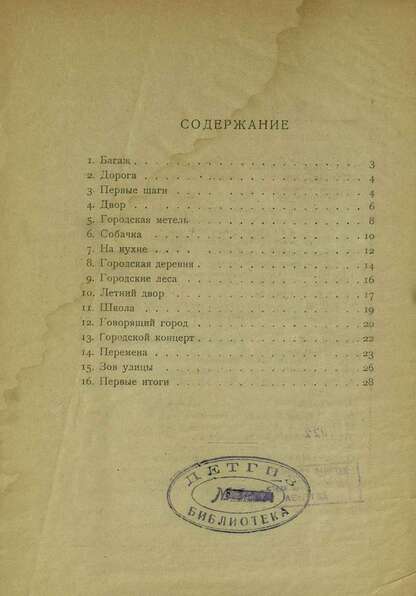 СОДЕРЖАНИЕ
1. Багаж . . . . . . . . . . . . . . . . 3
2. Дорога . . . . . . . . . . . . . . . . 4
3. Первые шаги . . . . . . . . . . . . . . 4
4. Двор . . . . . . . . . . . . . . . . 6
5. Городская метель . . . . . . . . . . . . 8
6. Собачка . . . . . . . . . . . . . . . 10
7. На кухне . . . . . . . . . . . . . . . 12
8. Городская деревня . . . . . . . . . . . . 14
9. Городские леса . . . . . . . . . . . . . 16
10. Летний двор . . . . . . . . . . . . . . 17
11. Школа . . . . . . . . . . . . . . . . 19
12. Говорящий город . . . . . . . . . . . . 20
13. Городской концерт . . . . . . . . . . . . 22
14. Перемена . . . . . . . . . . . . . . . 23
15. Зов улицы . . . . . . . . . . . . . . 26
16. Первые итоги . . . . . . . . . . . . . 28
ДЕТГИЗ
№
БИБЛИОТЕКА